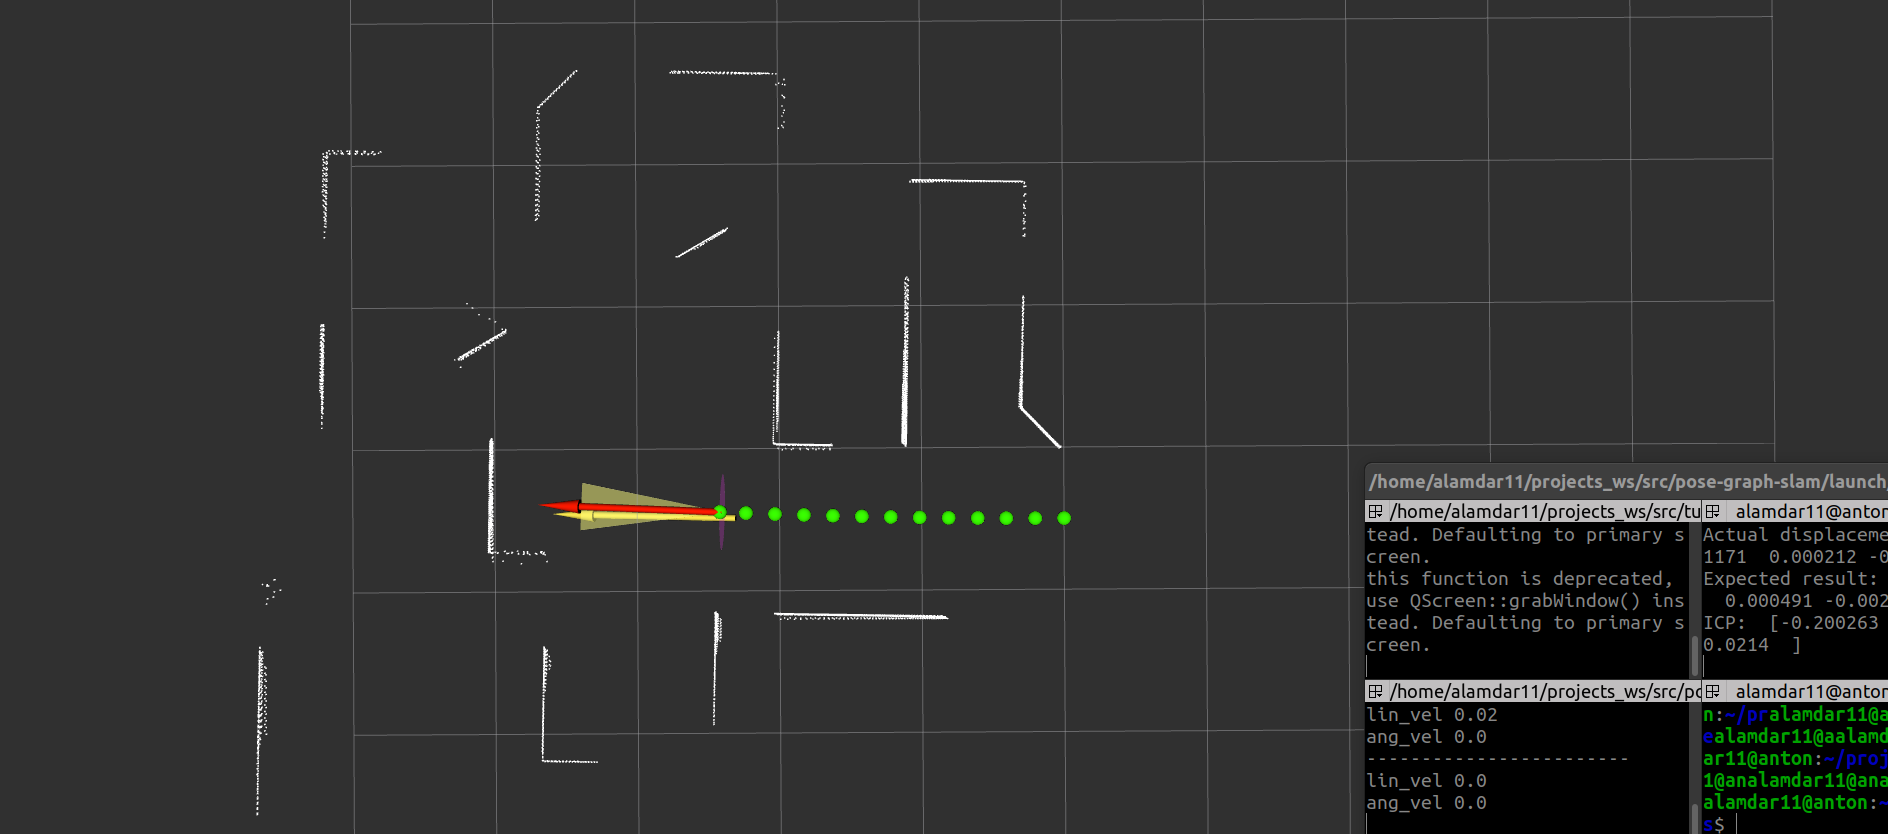 /home/alamdar11/projects_ws/src/pose-graph-slam/launch
/home/alamdar11/projects_ws/src/tu
tead. Defaulting to primary s
creen.
this function is deprecated,
use QScreen::grabWindow() ins
tead. Defaulting to primary s
creen.
alamdar11@anton
Actual displaceme
1171  0.000212 -0
Expected result:
  0.000491 -0.002
ICP:  [-0.200263
0.0214  ]
/home/alamdar11/projects_ws/src/po
lin_vel 0.02
ang_vel 0.0
------------------------
lin_vel 0.0
ang_vel 0.0
alamdar11@anton
n:~/pralamdar11@a
ealamdar11@aalamd
ar11@anton:~/proj
1@analamdar11@ana
alamdar11@anton:~
s$